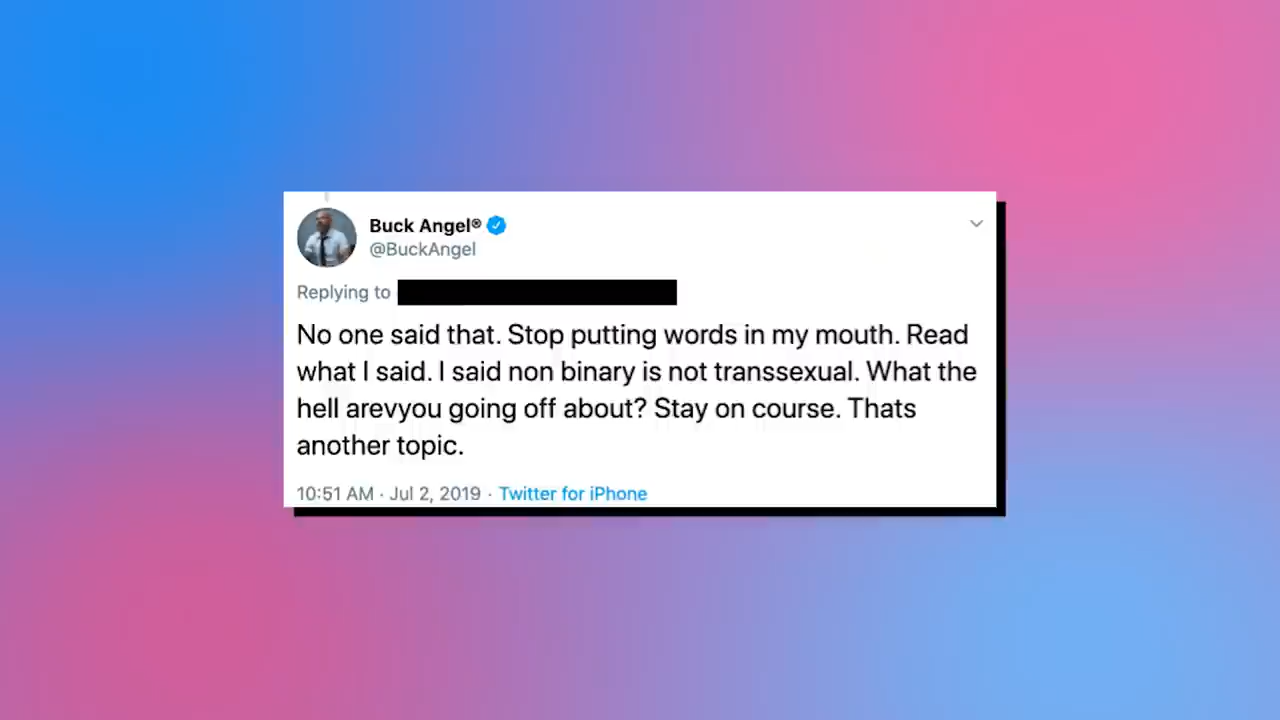 Buck Angel®
@BuckAngel
Replying to
No one said that. Stop putting words in my mouth. Read
what I said. I said non binary is not transsexual. What the
hell arevyou going off about? Stay on course. Thats
another topic.
10:51 AM · Jul 2, 2019 · Twitter for iPhone